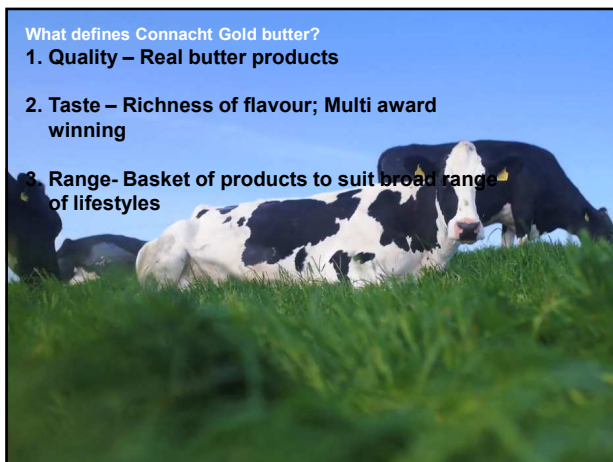 What defines Connacht Gold butter?
1. Quality – Real butter products
2. Taste – Richness of flavour; Multi award
winning
3. Range- Basket of products to suit broad range
of lifestyles